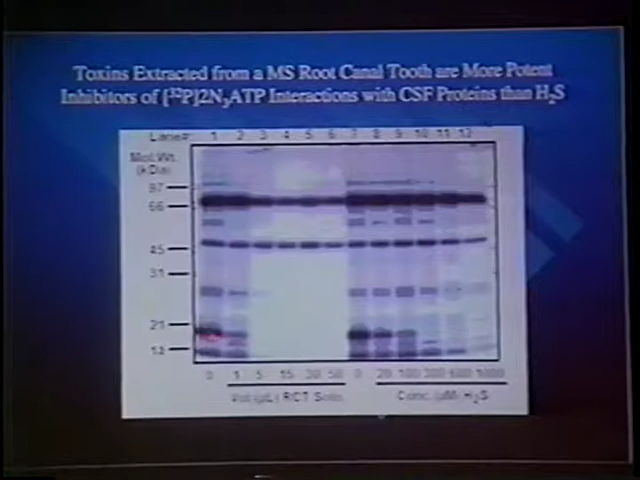 Toxins Extracted from a MS Root Canal Tooth are More Potent
Inhibitors of [³²P]2N₃ATP Interactions with CSF Proteins than H₂S
Lane#: 1 2 3 4 5 6 7 8 9 10 11 12
Mol.Wt.
(kDa)
97
66
45
31
21
0 1 5 15 30 50 0 20 100 300 600 1000
Vol (µL) RCT Soln. Conc. (µM) H₂S